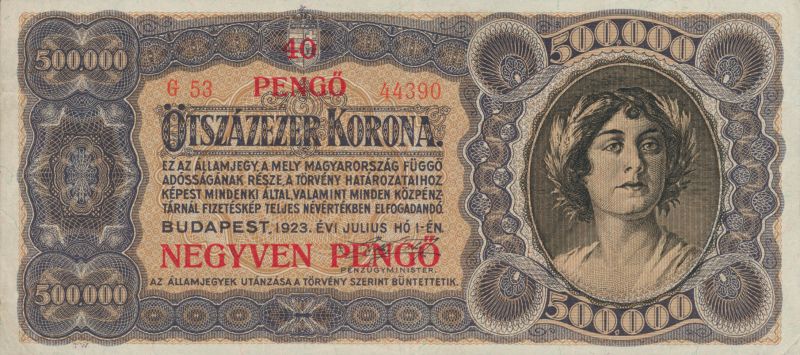 500.000
500.000
40
G 53 PENGŐ 44390
ÖTSZÁZEZER KORONA.
EZ AZ ÁLLAMJEGY, A MELY MAGYARORSZÁG FÜGGŐ
ADOSSÁGÁNAK RÉSZE, A TÖRVÉNY HATÁROZATAIHOZ
KÉPEST MINDENKI ÁLTAL, VALAMINT MINDEN KÖZPÉNZ-
TÁRNÁL FIZETÉSKÉP TELJES NÉVÉRTÉKBEN ELFOGADANDÓ.
BUDAPEST, 1923. ÉVI JULIUS HÓ 1-ÉN.
NEGYVEN PENGŐ
PENZÜGYMINISTER.
AZ ÁLLAMJEGYEK UTÁNZÁSA A TÖRVÉNY SZERINT BÜNTETTETIK.
500.000
500.000